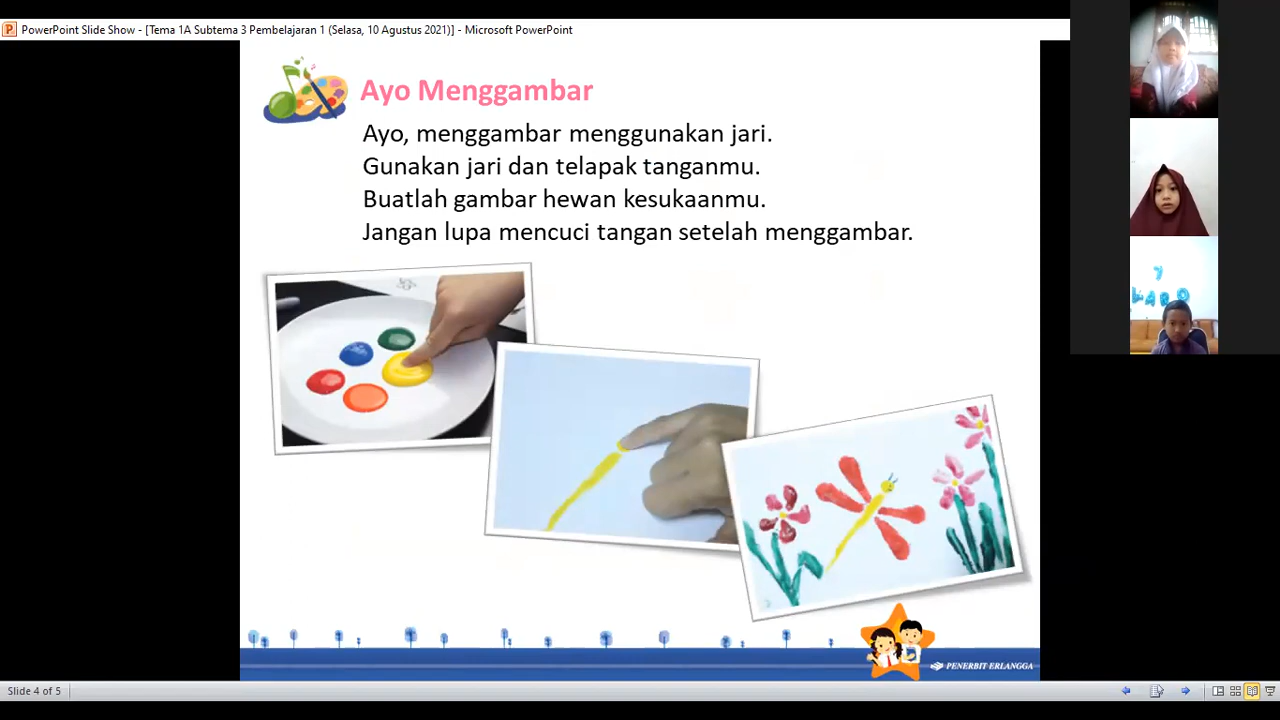 PowerPoint Slide Show - [Tema 1A Subtema 3 Pembelajaran 1 (Selasa, 10 Agustus 2021)] - Microsoft PowerPoint
Ayo Menggambar
Ayo, menggambar menggunakan jari.
Gunakan jari dan telapak tanganmu.
Buatlah gambar hewan kesukaanmu.
Jangan lupa mencuci tangan setelah menggambar.
PENERBIT ERLANGGA
Slide 4 of 5